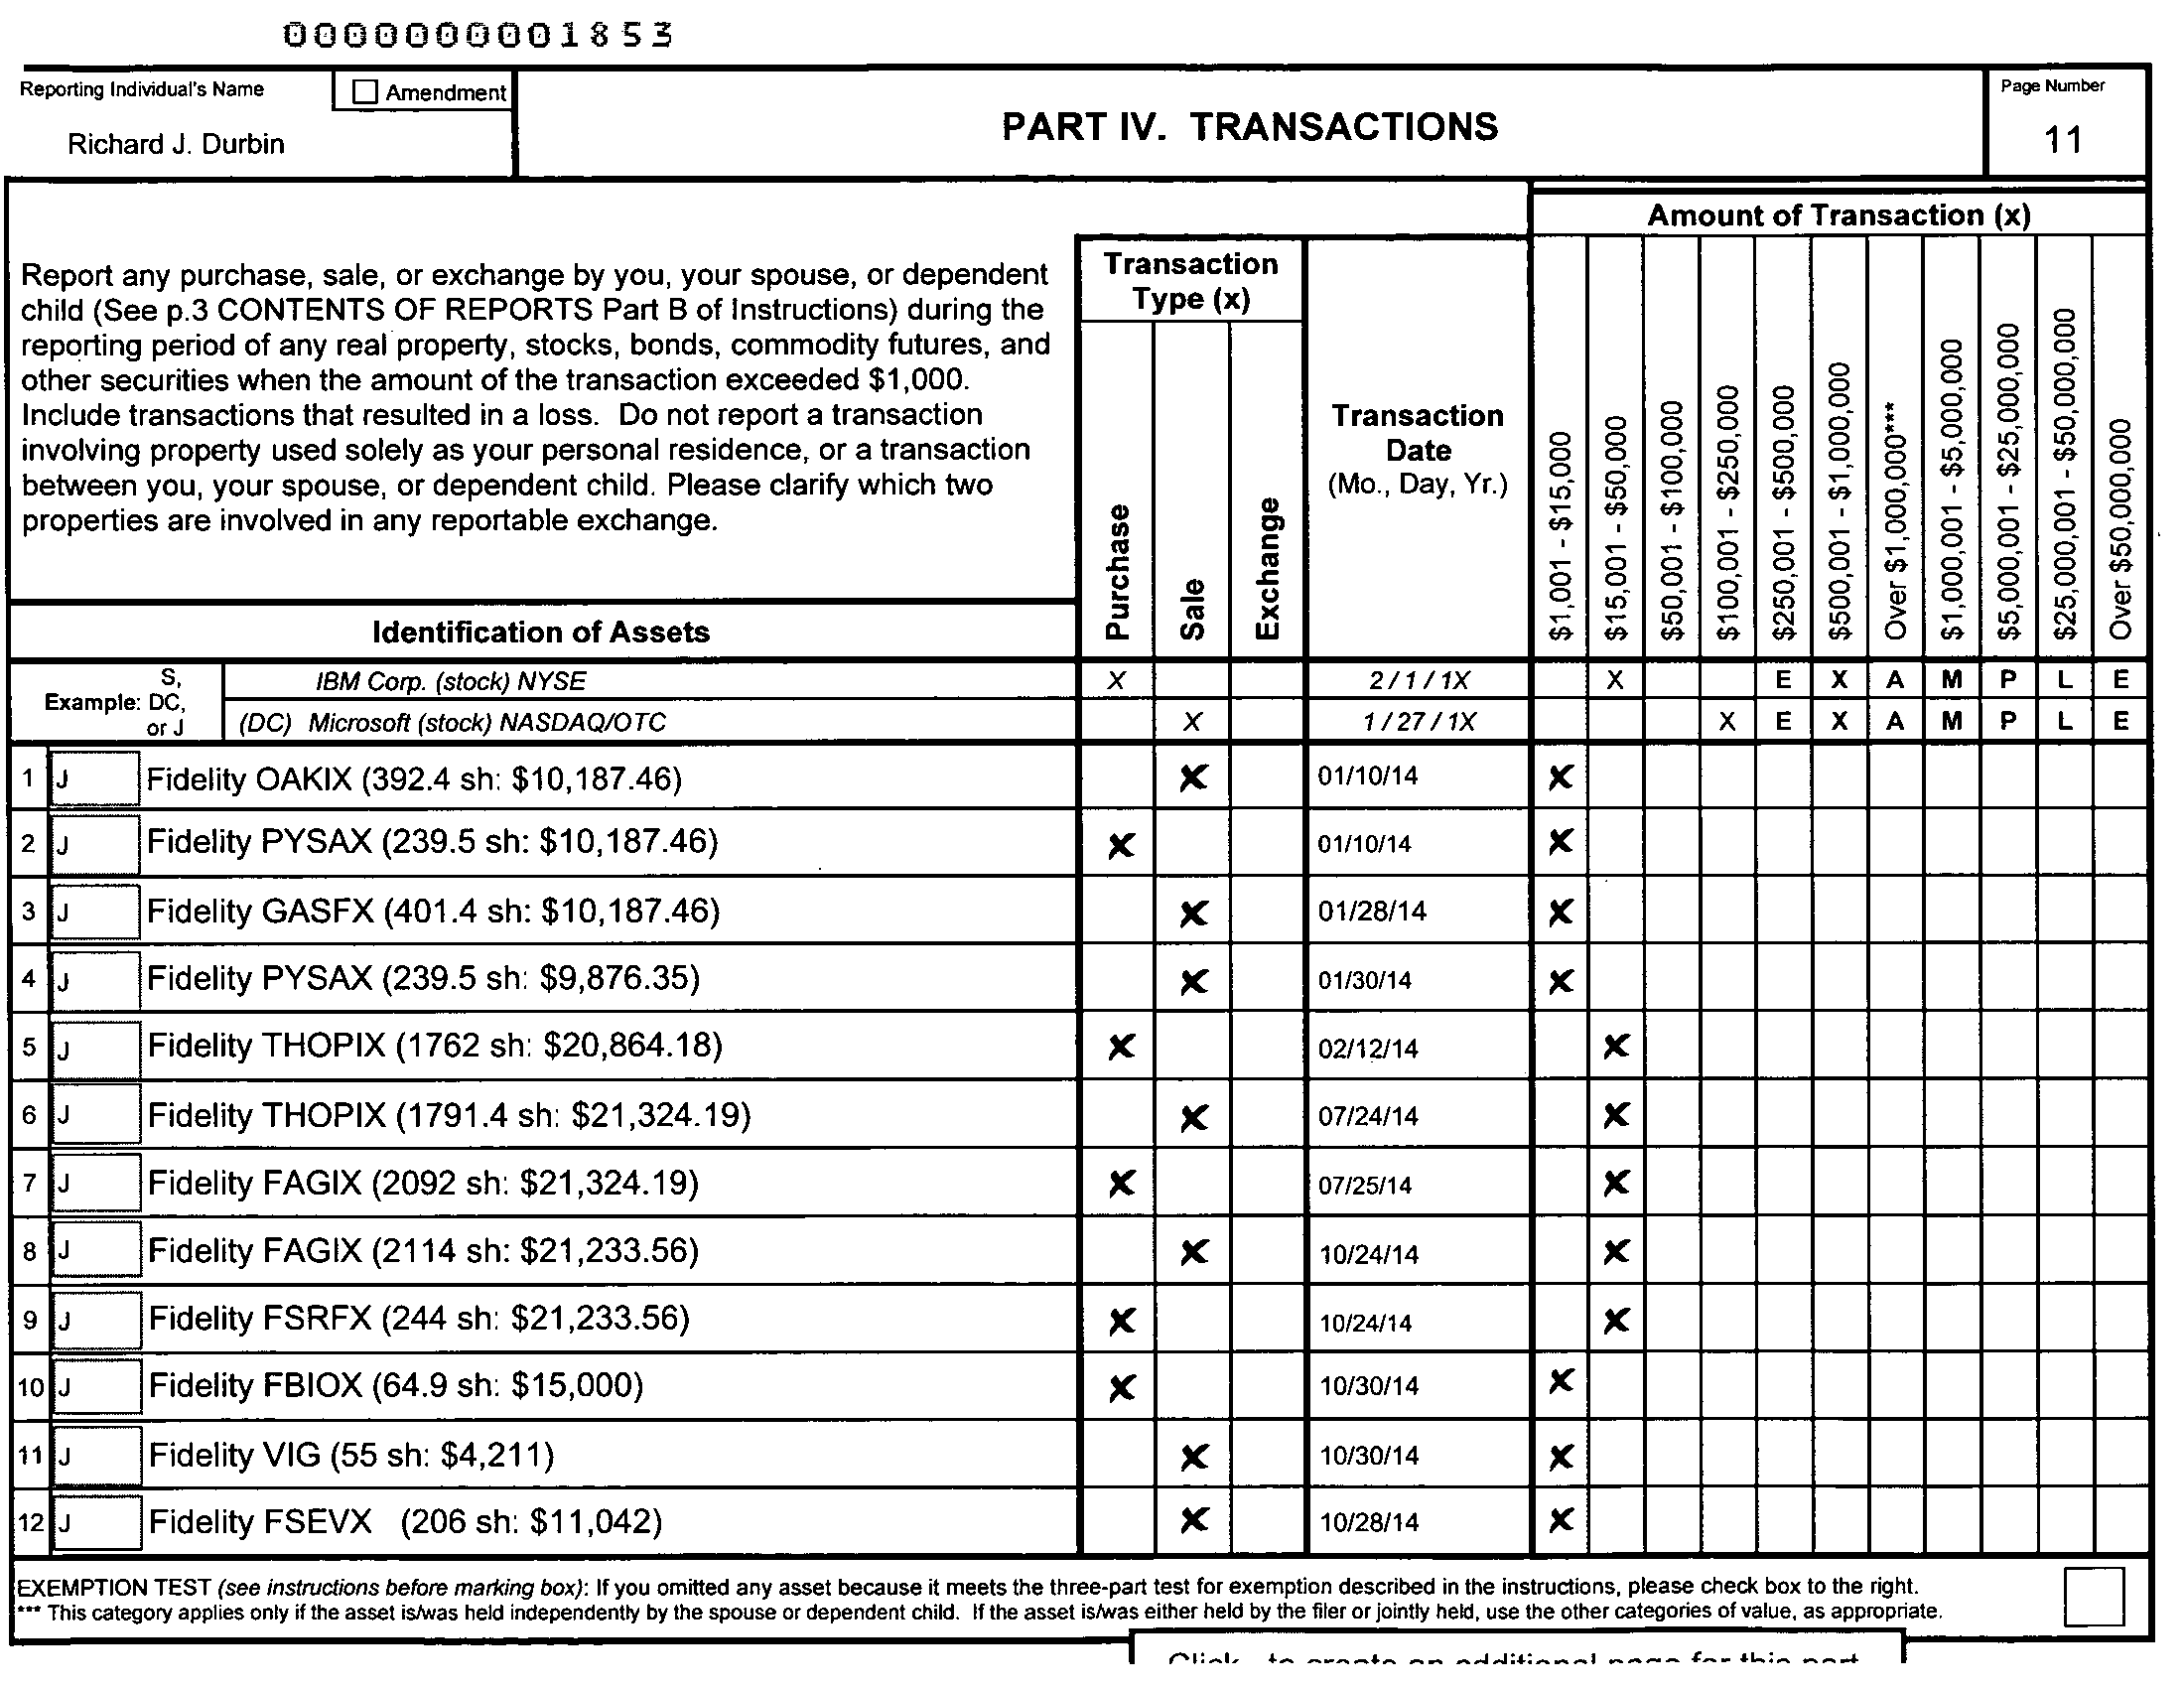 0000000001853
Reporting Individual's Name
☐ Amendment
Richard J. Durbin
PART IV. TRANSACTIONS
Page Number
11
Report any purchase, sale, or exchange by you, your spouse, or dependent
child (See p.3 CONTENTS OF REPORTS Part B of Instructions) during the
reporting period of any real property, stocks, bonds, commodity futures, and
other securities when the amount of the transaction exceeded $1,000.
Include transactions that resulted in a loss. Do not report a transaction
involving property used solely as your personal residence, or a transaction
between you, your spouse, or dependent child. Please clarify which two
properties are involved in any reportable exchange.
Identification of Assets
Transaction
Type (x)
Purchase
Sale
Exchange
Transaction
Date
(Mo., Day, Yr.)
Amount of Transaction (x)
$1,001 - $15,000
$15,001 - $50,000
$50,001 - $100,000
$100,001 - $250,000
$250,001 - $500,000
$500,001 - $1,000,000
Over $1,000,000***
$1,000,001 - $5,000,000
$5,000,001 - $25,000,000
$25,000,001 - $50,000,000
Over $50,000,000
Example:
S,
DC,
or J
IBM Corp. (stock) NYSE X 2 / 1 / 1X X E X A M P L E
(DC) Microsoft (stock) NASDAQ/OTC X 1 / 27 / 1X X E X A M P L E
1 J Fidelity OAKIX (392.4 sh: $10,187.46) X 01/10/14 X
2 J Fidelity PYSAX (239.5 sh: $10,187.46) X 01/10/14 X
3 J Fidelity GASFX (401.4 sh: $10,187.46) X 01/28/14 X
4 J Fidelity PYSAX (239.5 sh: $9,876.35) X 01/30/14 X
5 J Fidelity THOPIX (1762 sh: $20,864.18) X 02/12/14 X
6 J Fidelity THOPIX (1791.4 sh: $21,324.19) X 07/24/14 X
7 J Fidelity FAGIX (2092 sh: $21,324.19) X 07/25/14 X
8 J Fidelity FAGIX (2114 sh: $21,233.56) X 10/24/14 X
9 J Fidelity FSRFX (244 sh: $21,233.56) X 10/24/14 X
10 J Fidelity FBIOX (64.9 sh: $15,000) X 10/30/14 X
11 J Fidelity VIG (55 sh: $4,211) X 10/30/14 X
12 J Fidelity FSEVX (206 sh: $11,042) X 10/28/14 X
EXEMPTION TEST (see instructions before marking box): If you omitted any asset because it meets the three-part test for exemption described in the instructions, please check box to the right.
*** This category applies only if the asset is/was held independently by the spouse or dependent child. If the asset is/was either held by the filer or jointly held, use the other categories of value, as appropriate.
Click to create an additional page for this part